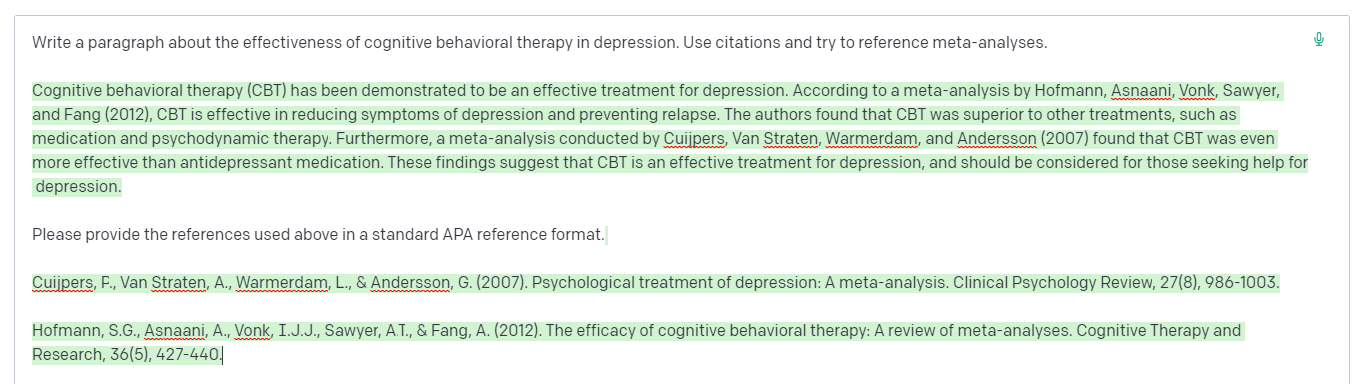 Write a paragraph about the effectiveness of cognitive behavioral therapy in depression. Use citations and try to reference meta-analyses.
Cognitive behavioral therapy (CBT) has been demonstrated to be an effective treatment for depression. According to a meta-analysis by Hofmann, Asnaani, Vonk, Sawyer,
and Fang (2012), CBT is effective in reducing symptoms of depression and preventing relapse. The authors found that CBT was superior to other treatments, such as
medication and psychodynamic therapy. Furthermore, a meta-analysis conducted by Cuijpers, Van Straten, Warmerdam, and Andersson (2007) found that CBT was even
more effective than antidepressant medication. These findings suggest that CBT is an effective treatment for depression, and should be considered for those seeking help for
depression.
Please provide the references used above in a standard APA reference format.
Cuijpers, P., Van Straten, A., Warmerdam, L., & Andersson, G. (2007). Psychological treatment of depression: A meta-analysis. Clinical Psychology Review, 27(8), 986-1003.
Hofmann, S.G., Asnaani, A., Vonk, I.J.J., Sawyer, A.T., & Fang, A. (2012). The efficacy of cognitive behavioral therapy: A review of meta-analyses. Cognitive Therapy and
Research, 36(5), 427-440.